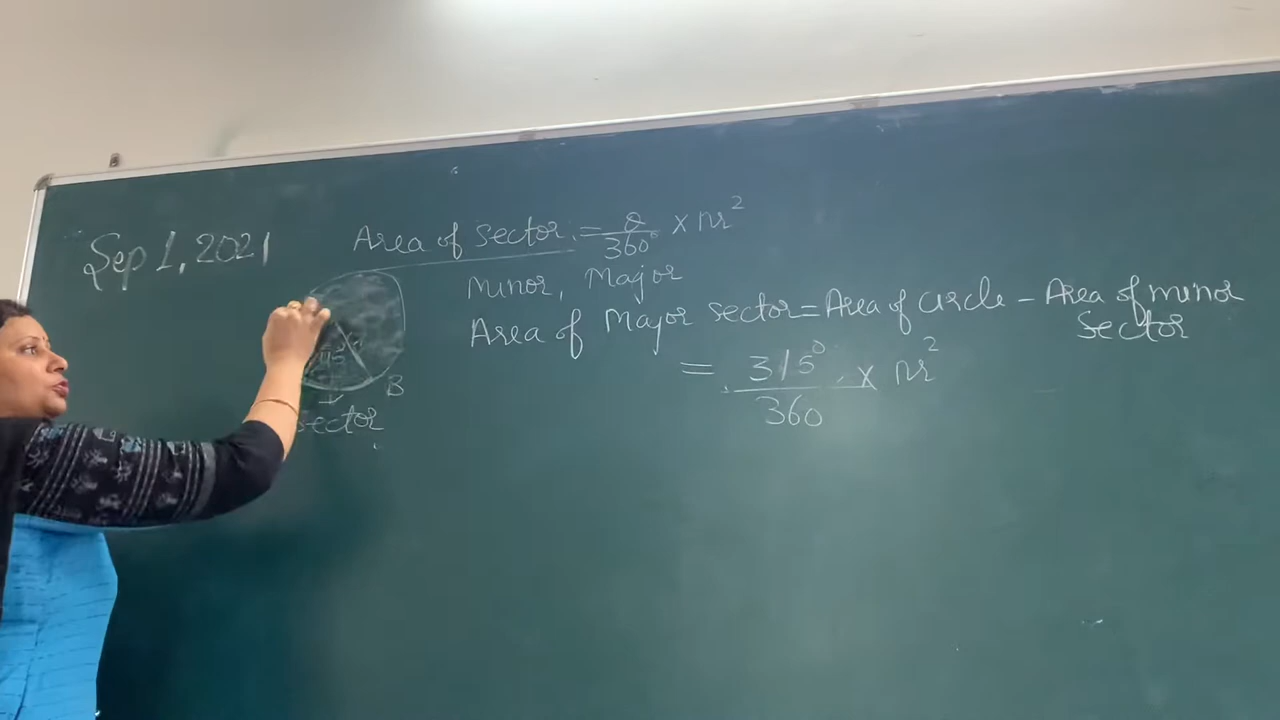 Sep 1, 2021
Area of sector = θ/360° × πr²
Minor, Major
Area of Major sector = Area of circle - Area of minor
Sector
= 315°/360 × πr²
45°
B
Sector